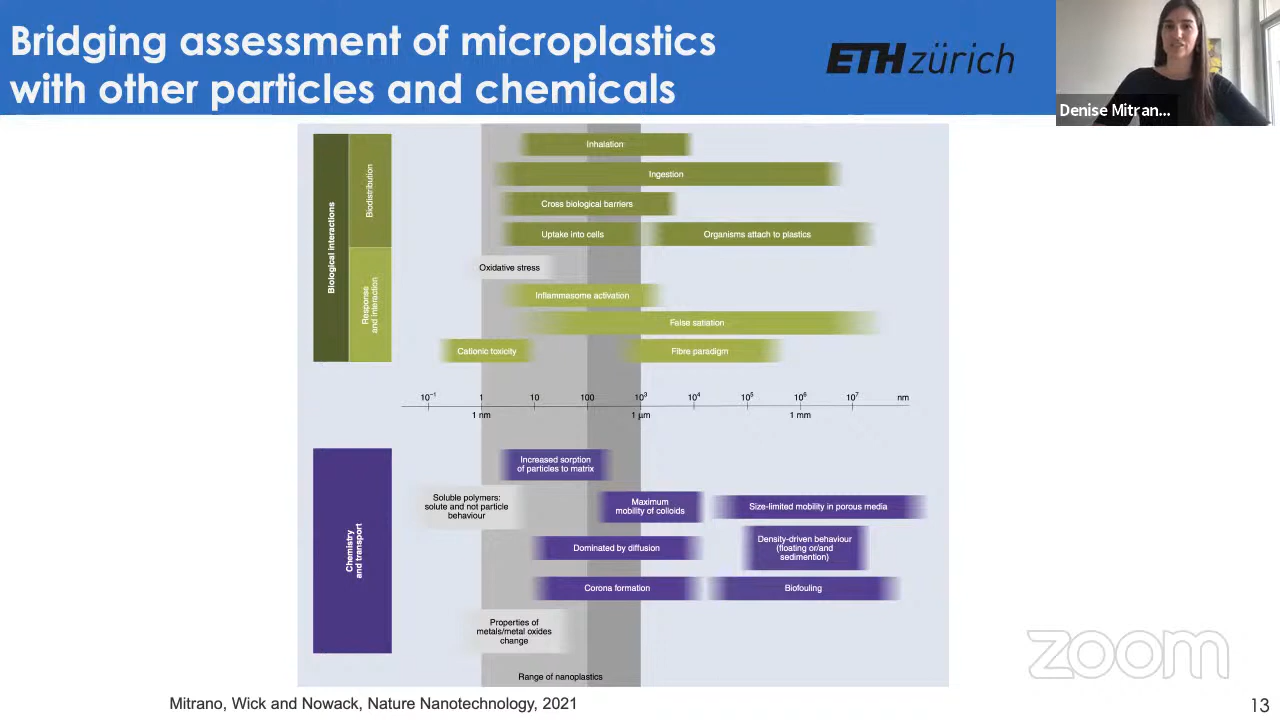 Bridging assessment of microplastics
with other particles and chemicals
ETH zürich
Denise Mitran...
Biological interactions
Biodistribution
Inhalation
Ingestion
Cross biological barriers
Uptake into cells
Organisms attach to plastics
Response
and interaction
Oxidative stress
Inflammasome activation
False satiation
Cationic toxicity
Fibre paradigm
10⁻¹
1
10
100
10³
10⁴
10⁵
10⁶
10⁷
nm
1 nm
1 µm
1 mm
Chemistry
and transport
Increased sorption
of particles to matrix
Soluble polymers:
solute and not particle
behaviour
Maximum
mobility of colloids
Size-limited mobility in porous media
Dominated by diffusion
Density-driven behaviour
(floating or/and
sedimention)
Corona formation
Biofouling
Properties of
metals/metal oxides
change
Range of nanoplastics
zoom
Mitrano, Wick and Nowack, Nature Nanotechnology, 2021
13